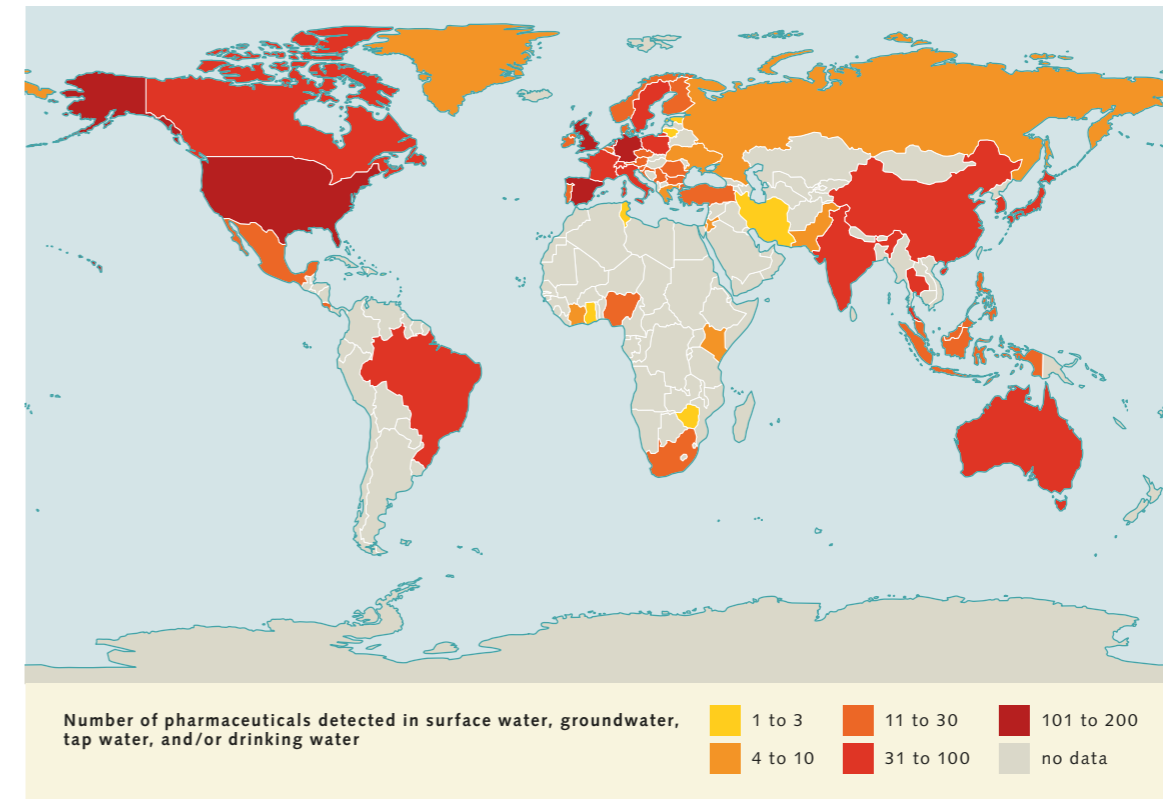 Number of pharmaceuticals detected in surface water, groundwater,
tap water, and/or drinking water
1 to 3
4 to 10
11 to 30
31 to 100
101 to 200
no data